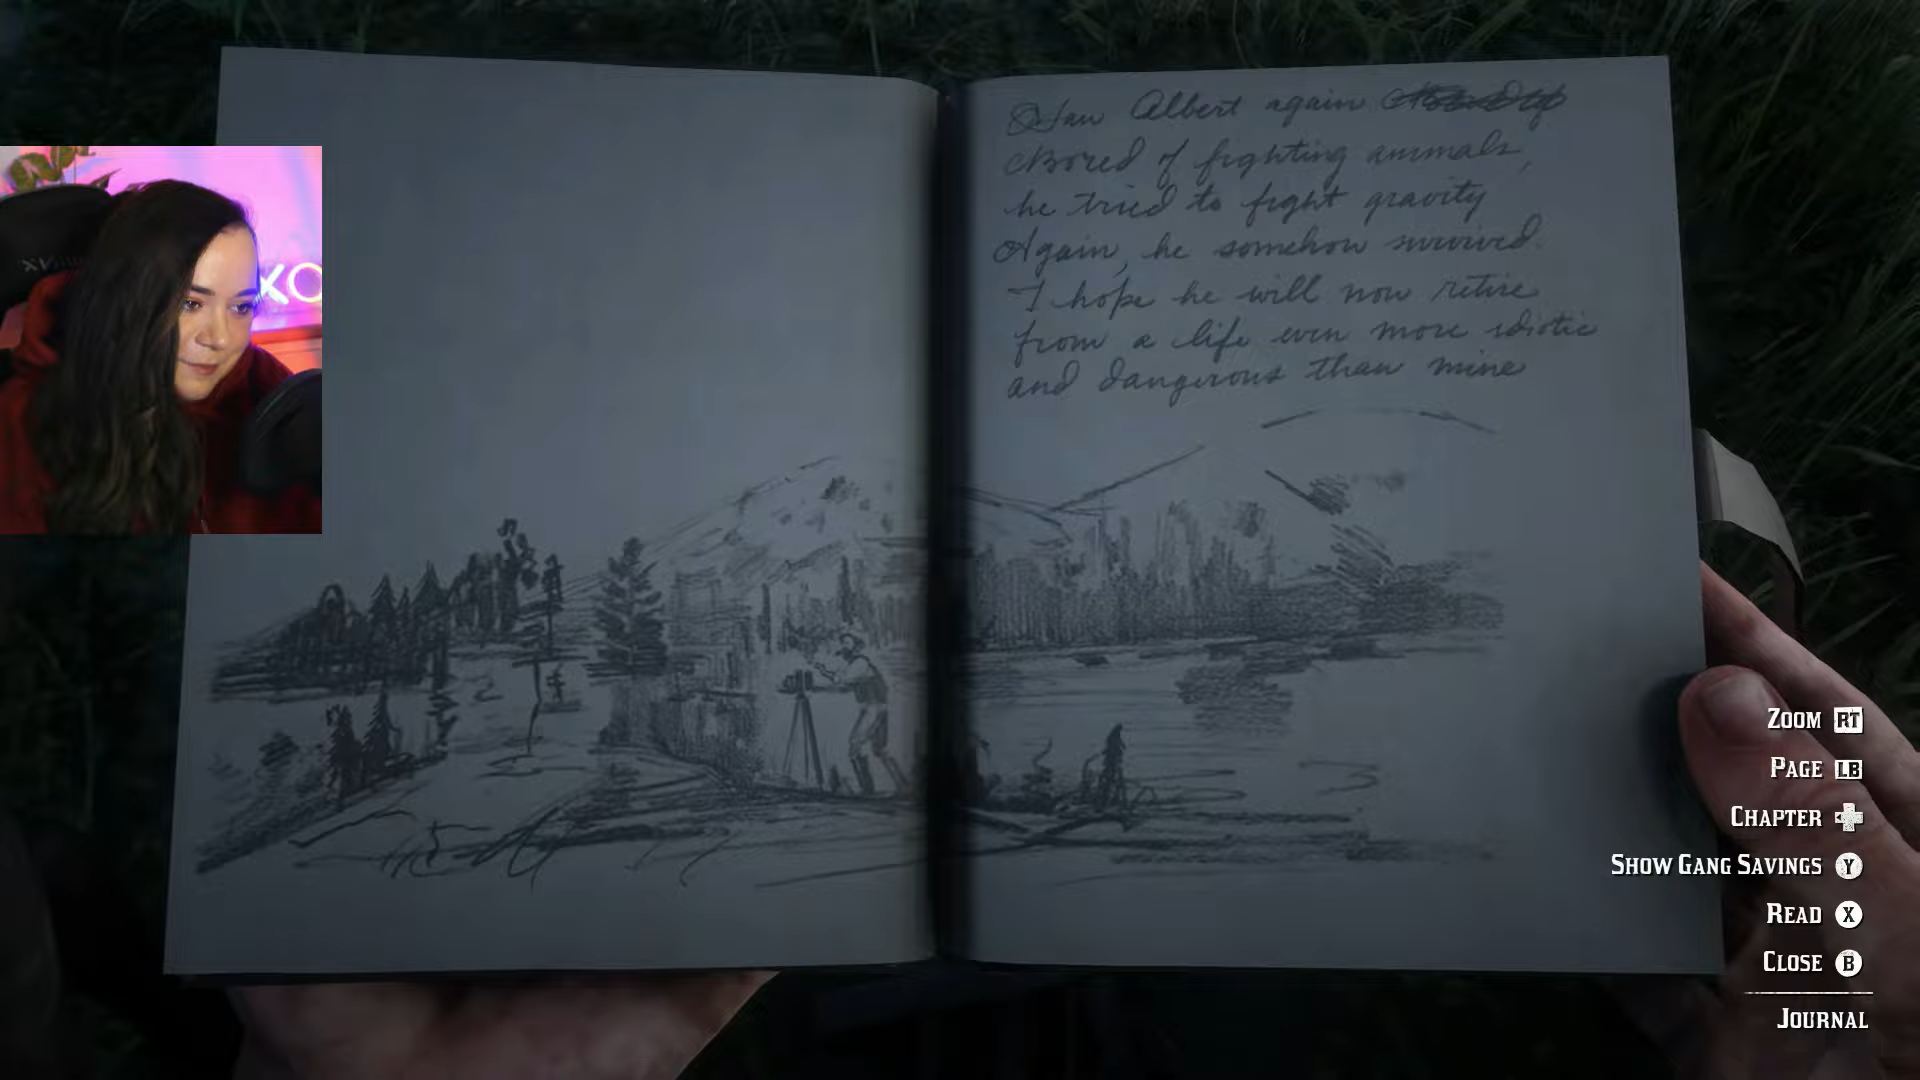 Saw Albert again
Bored of fighting animals,
he tried to fight gravity
Again, he somehow survived.
I hope he will now retire
from a life even more idiotic
and dangerous than mine
XO
ZOOM RT
PAGE LB
CHAPTER
SHOW GANG SAVINGS Y
READ X
CLOSE B
JOURNAL